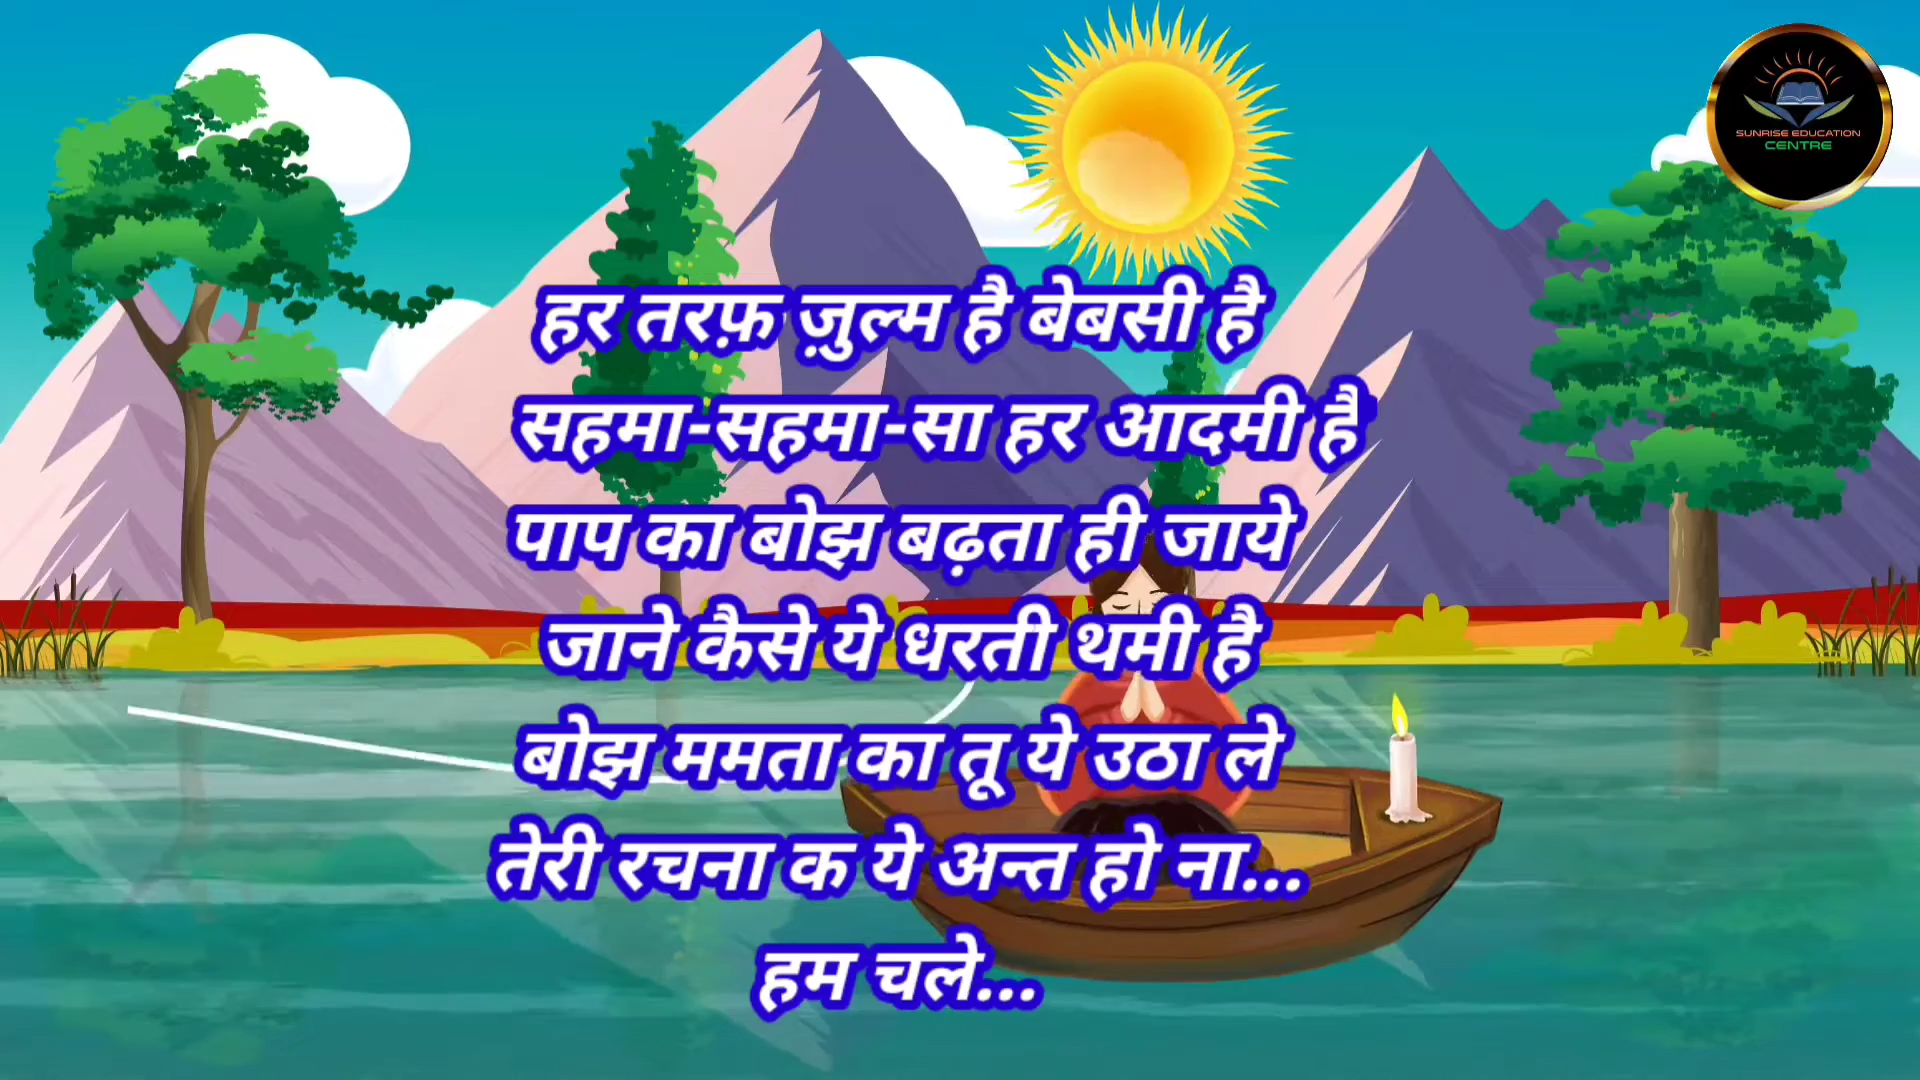 हर तरफ़ ज़ुल्म है बेबसी है
सहमा-सहमा-सा हर आदमी है
पाप का बोझ बढ़ता ही जाये
जाने कैसे ये धरती थमी है
बोझ ममता का तू ये उठा ले
तेरी रचना क ये अन्त हो ना...
हम चले...
SUNRISE EDUCATION
CENTRE